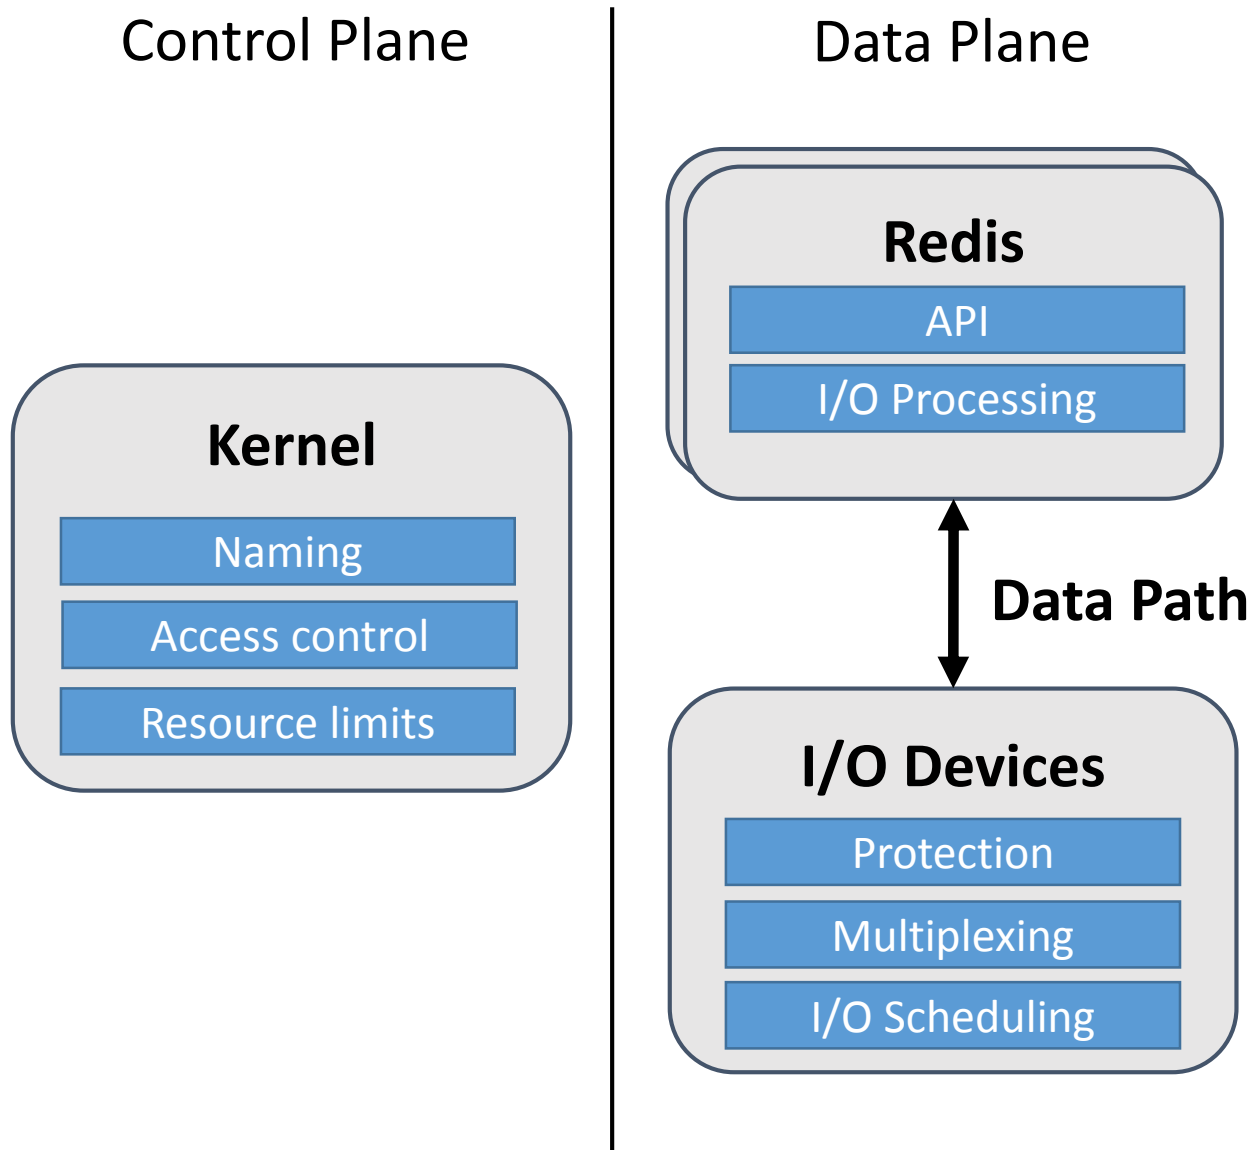 Control Plane
Data Plane
Kernel
Naming
Access control
Resource limits
Redis
API
I/O Processing
Data Path
I/O Devices
Protection
Multiplexing
I/O Scheduling